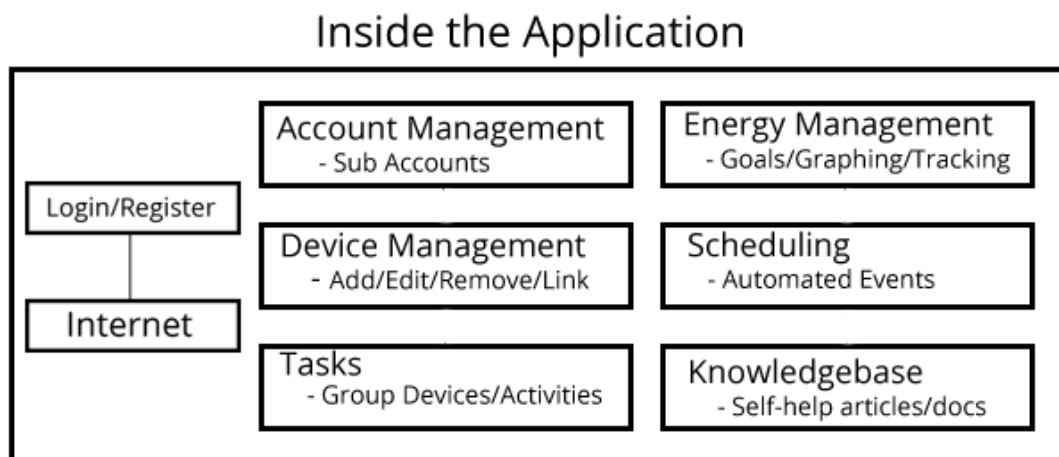 Inside the Application
Login/Register
Internet
Account Management
- Sub Accounts
Device Management
- Add/Edit/Remove/Link
Tasks
- Group Devices/Activities
Energy Management
- Goals/Graphing/Tracking
Scheduling
- Automated Events
Knowledgebase
- Self-help articles/docs